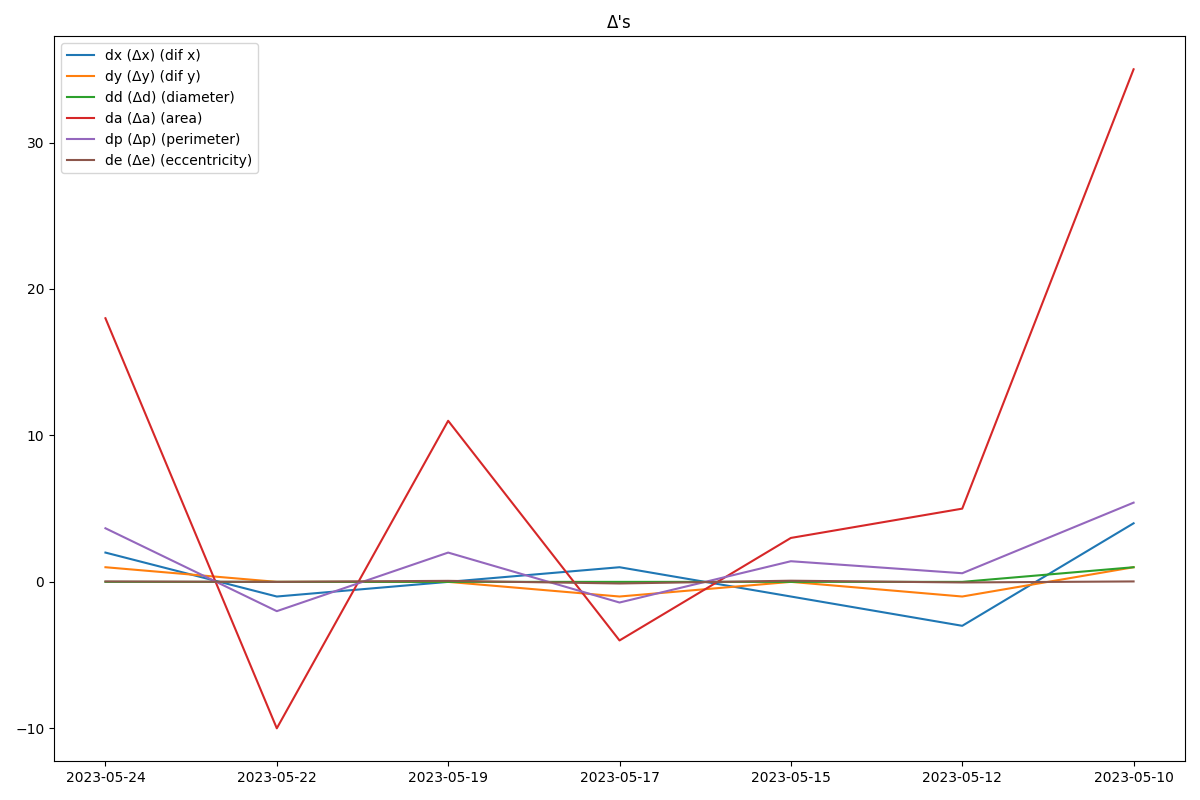 Δ's
dx (Δx) (dif x)
dy (Δy) (dif y)
dd (Δd) (diameter)
da (Δa) (area)
dp (Δp) (perimeter)
de (Δe) (eccentricity)
30
20
10
0
−10
2023-05-24 2023-05-22 2023-05-19 2023-05-17 2023-05-15 2023-05-12 2023-05-10